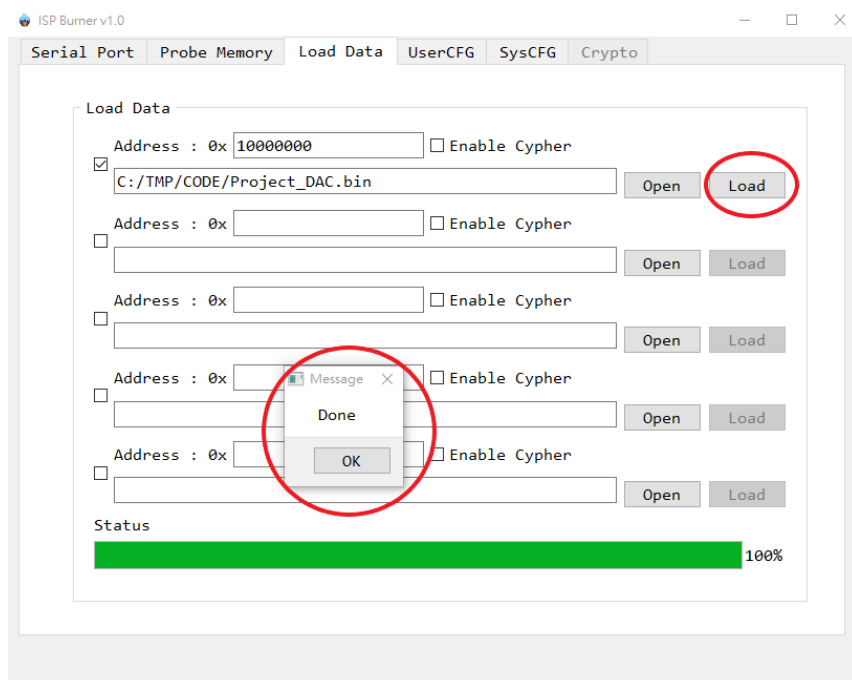 ISP Burner v1.0
Serial Port Probe Memory Load Data UserCFG SysCFG Crypto
Load Data
Address : 0x 10000000 Enable Cypher
C:/TMP/CODE/Project_DAC.bin Open Load
Address : 0x Enable Cypher
Open Load
Address : 0x Enable Cypher
Open Load
Address : 0x Message Enable Cypher
Done
Open Load
Address : 0x OK Enable Cypher
Open Load
Status
100%